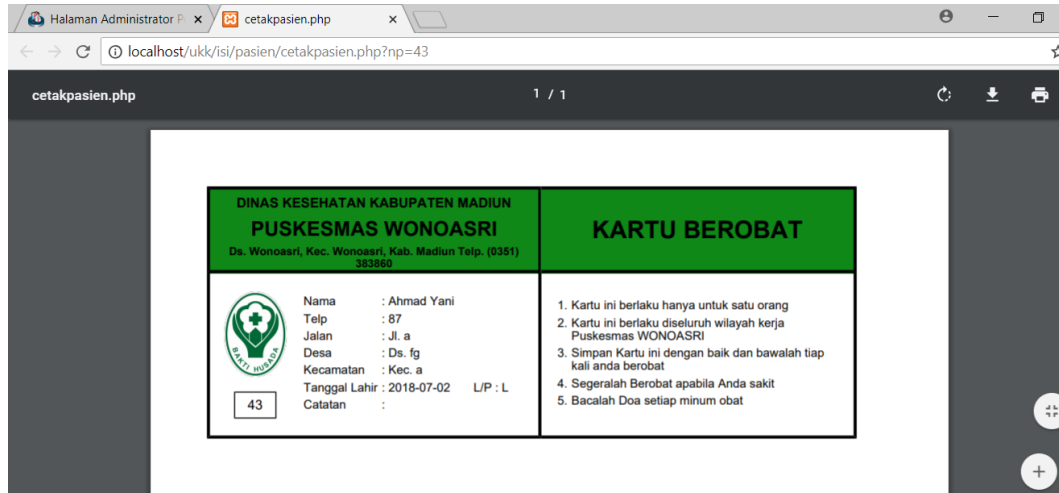 Halaman Administrator P
cetakpasien.php
localhost/ukk/isi/pasien/cetakpasien.php?np=43
cetakpasien.php
1 / 1
DINAS KESEHATAN KABUPATEN MADIUN
PUSKESMAS WONOASRI
Ds. Wonoasri, Kec. Wonoasri, Kab. Madiun Telp. (0351)
383860
KARTU BEROBAT
BAKTI HUSADA
43
Nama : Ahmad Yani
Telp : 87
Jalan : Jl. a
Desa : Ds. fg
Kecamatan : Kec. a
Tanggal Lahir : 2018-07-02 L/P : L
Catatan :
1. Kartu ini berlaku hanya untuk satu orang
2. Kartu ini berlaku diseluruh wilayah kerja
Puskesmas WONOASRI
3. Simpan Kartu ini dengan baik dan bawalah tiap
kali anda berobat
4. Segeralah Berobat apabila Anda sakit
5. Bacalah Doa setiap minum obat